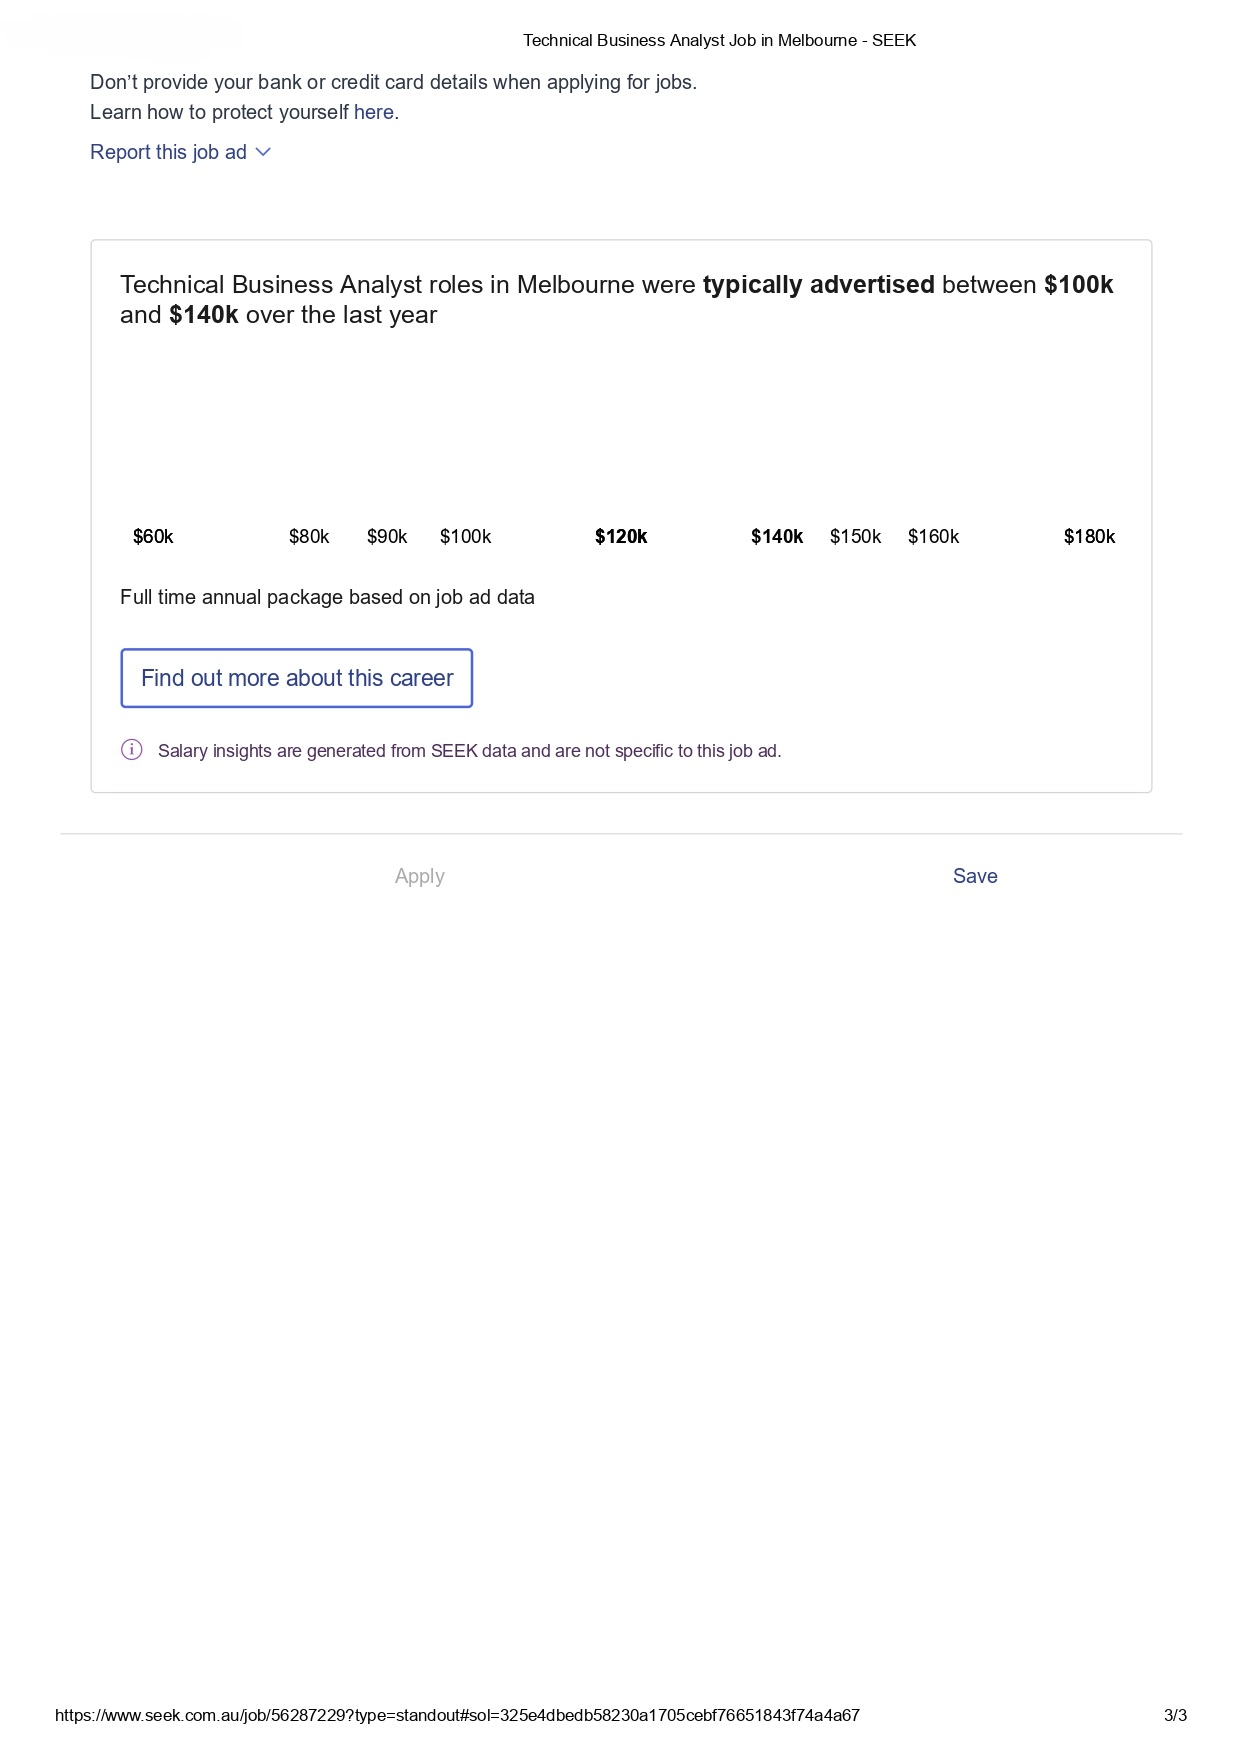 Technical Business Analyst Job in Melbourne - SEEK
Don’t provide your bank or credit card details when applying for jobs.
Learn how to protect yourself here.
Report this job ad
Technical Business Analyst roles in Melbourne were typically advertised between $100k
and $140k over the last year
$60k $80k $90k $100k $120k $140k $150k $160k $180k
Full time annual package based on job ad data
Find out more about this career
Salary insights are generated from SEEK data and are not specific to this job ad.
Apply Save
https://www.seek.com.au/job/56287229?type=standout#sol=325e4dbedb58230a1705cebf76651843f74a4a67 3/3